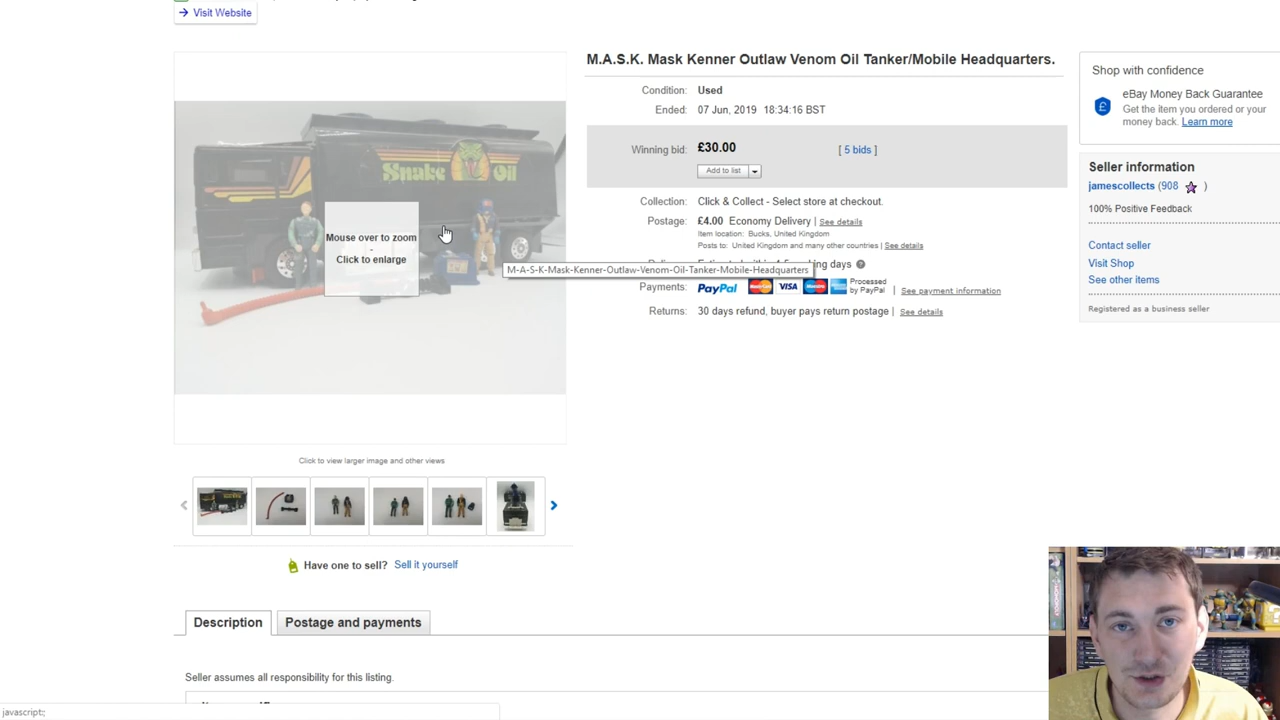 → Visit Website
M.A.S.K. Mask Kenner Outlaw Venom Oil Tanker/Mobile Headquarters.
Condition: Used
Ended: 07 Jun, 2019 18:34:16 BST
Winning bid: £30.00 [ 5 bids ]
Add to list
Collection: Click & Collect - Select store at checkout.
Postage: £4.00 Economy Delivery | See details
Item location: Bucks, United Kingdom
Posts to: United Kingdom and many other countries | See details
working days
M-A-S-K-Mask-Kenner-Outlaw-Venom-Oil-Tanker-Mobile-Headquarters
Payments: PayPal MasterCard VISA Maestro Processed by PayPal | See payment information
Returns: 30 days refund, buyer pays return postage | See details
Shop with confidence
eBay Money Back Guarantee
Get the item you ordered or your
money back. Learn more
Seller information
jamescollects (908 )
100% Positive Feedback
Contact seller
Visit Shop
See other items
Registered as a business seller
Snake Oil
Mouse over to zoom
-
Click to enlarge
Click to view larger image and other views
Have one to sell? Sell it yourself
Description
Postage and payments
Seller assumes all responsibility for this listing.
javascript:;